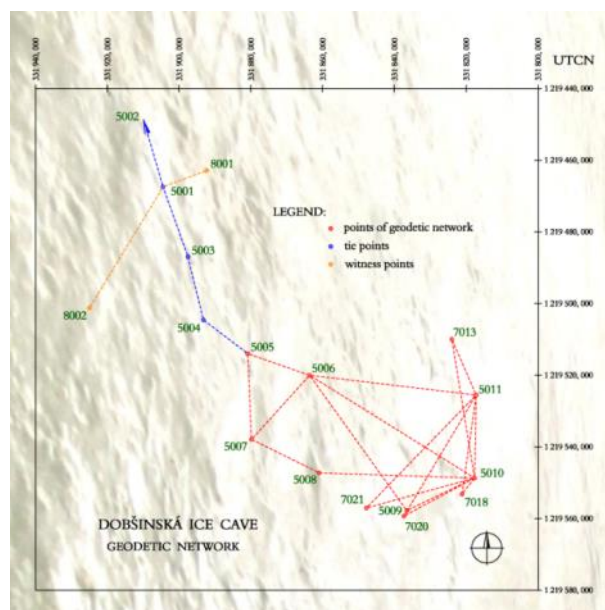 331 940, 000
331 920, 000
331 900, 000
331 880, 000
331 860, 000
331 840, 000
331 820, 000
331 800, 000
UTCN
1 219 440, 000
5002
8001
1 219 460, 000
5001
LEGEND:
points of geodetic network
1 219 480, 000
tie points
5003
witness points
1 219 500, 000
8002
5004
7013
5005
5006
1 219 520, 000
5011
5007
1 219 540, 000
5008
5010
7021
5009
7018
1 219 560, 000
7020
DOBŠINSKÁ ICE CAVE
GEODETIC NETWORK
1 219 580, 000